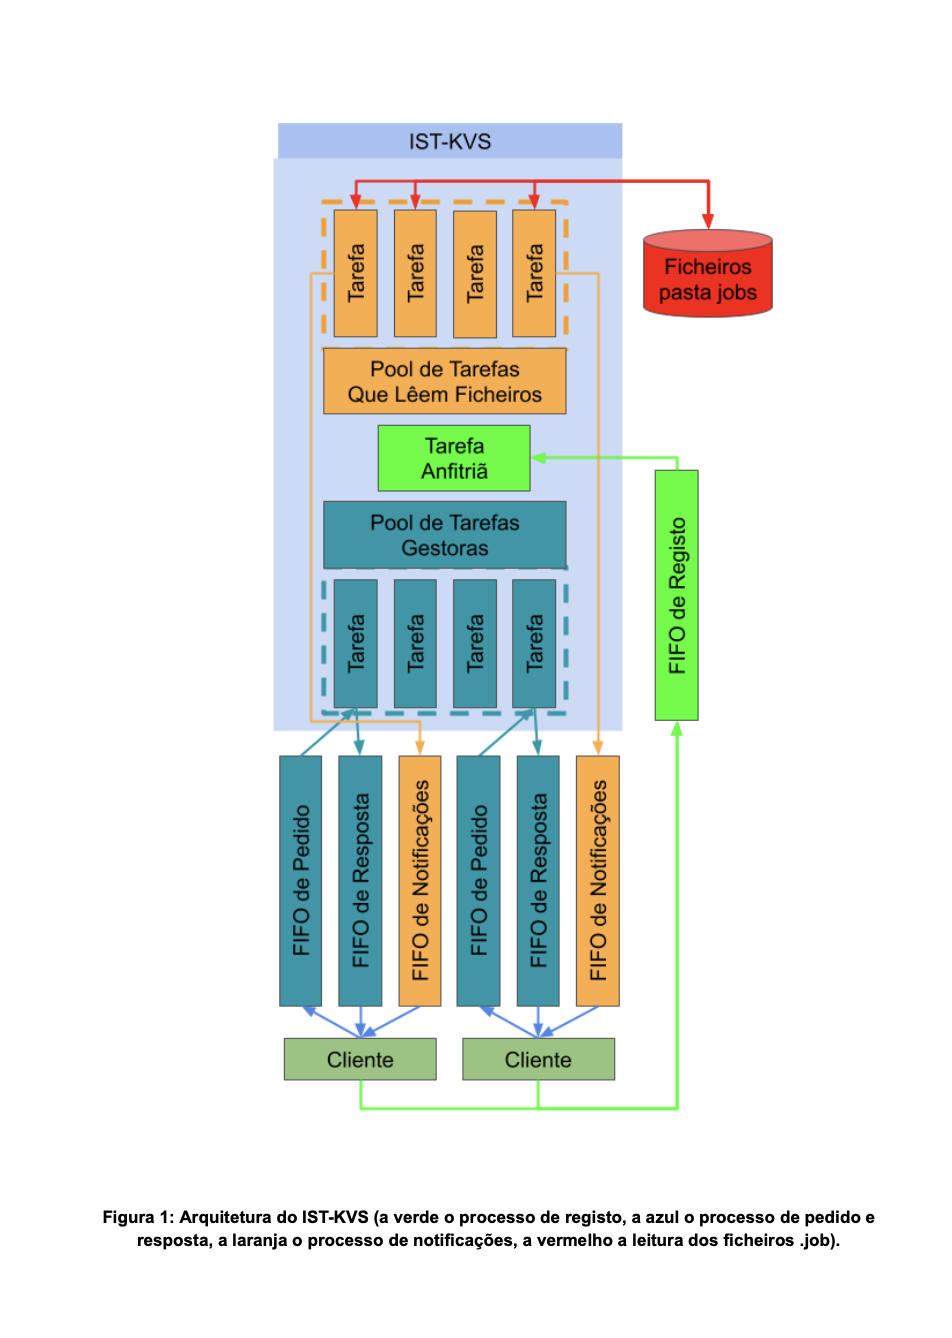 IST-KVS
Tarefa
Tarefa
Tarefa
Tarefa
Ficheiros
pasta jobs
Pool de Tarefas
Que Lêem Ficheiros
Tarefa
Anfitriã
FIFO de Registo
Pool de Tarefas
Gestoras
Tarefa
Tarefa
Tarefa
Tarefa
FIFO de Pedido
FIFO de Resposta
FIFO de Notificações
FIFO de Pedido
FIFO de Resposta
FIFO de Notificações
Cliente
Cliente
Figura 1: Arquitetura do IST-KVS (a verde o processo de registo, a azul o processo de pedido e
resposta, a laranja o processo de notificações, a vermelho a leitura dos ficheiros .job).